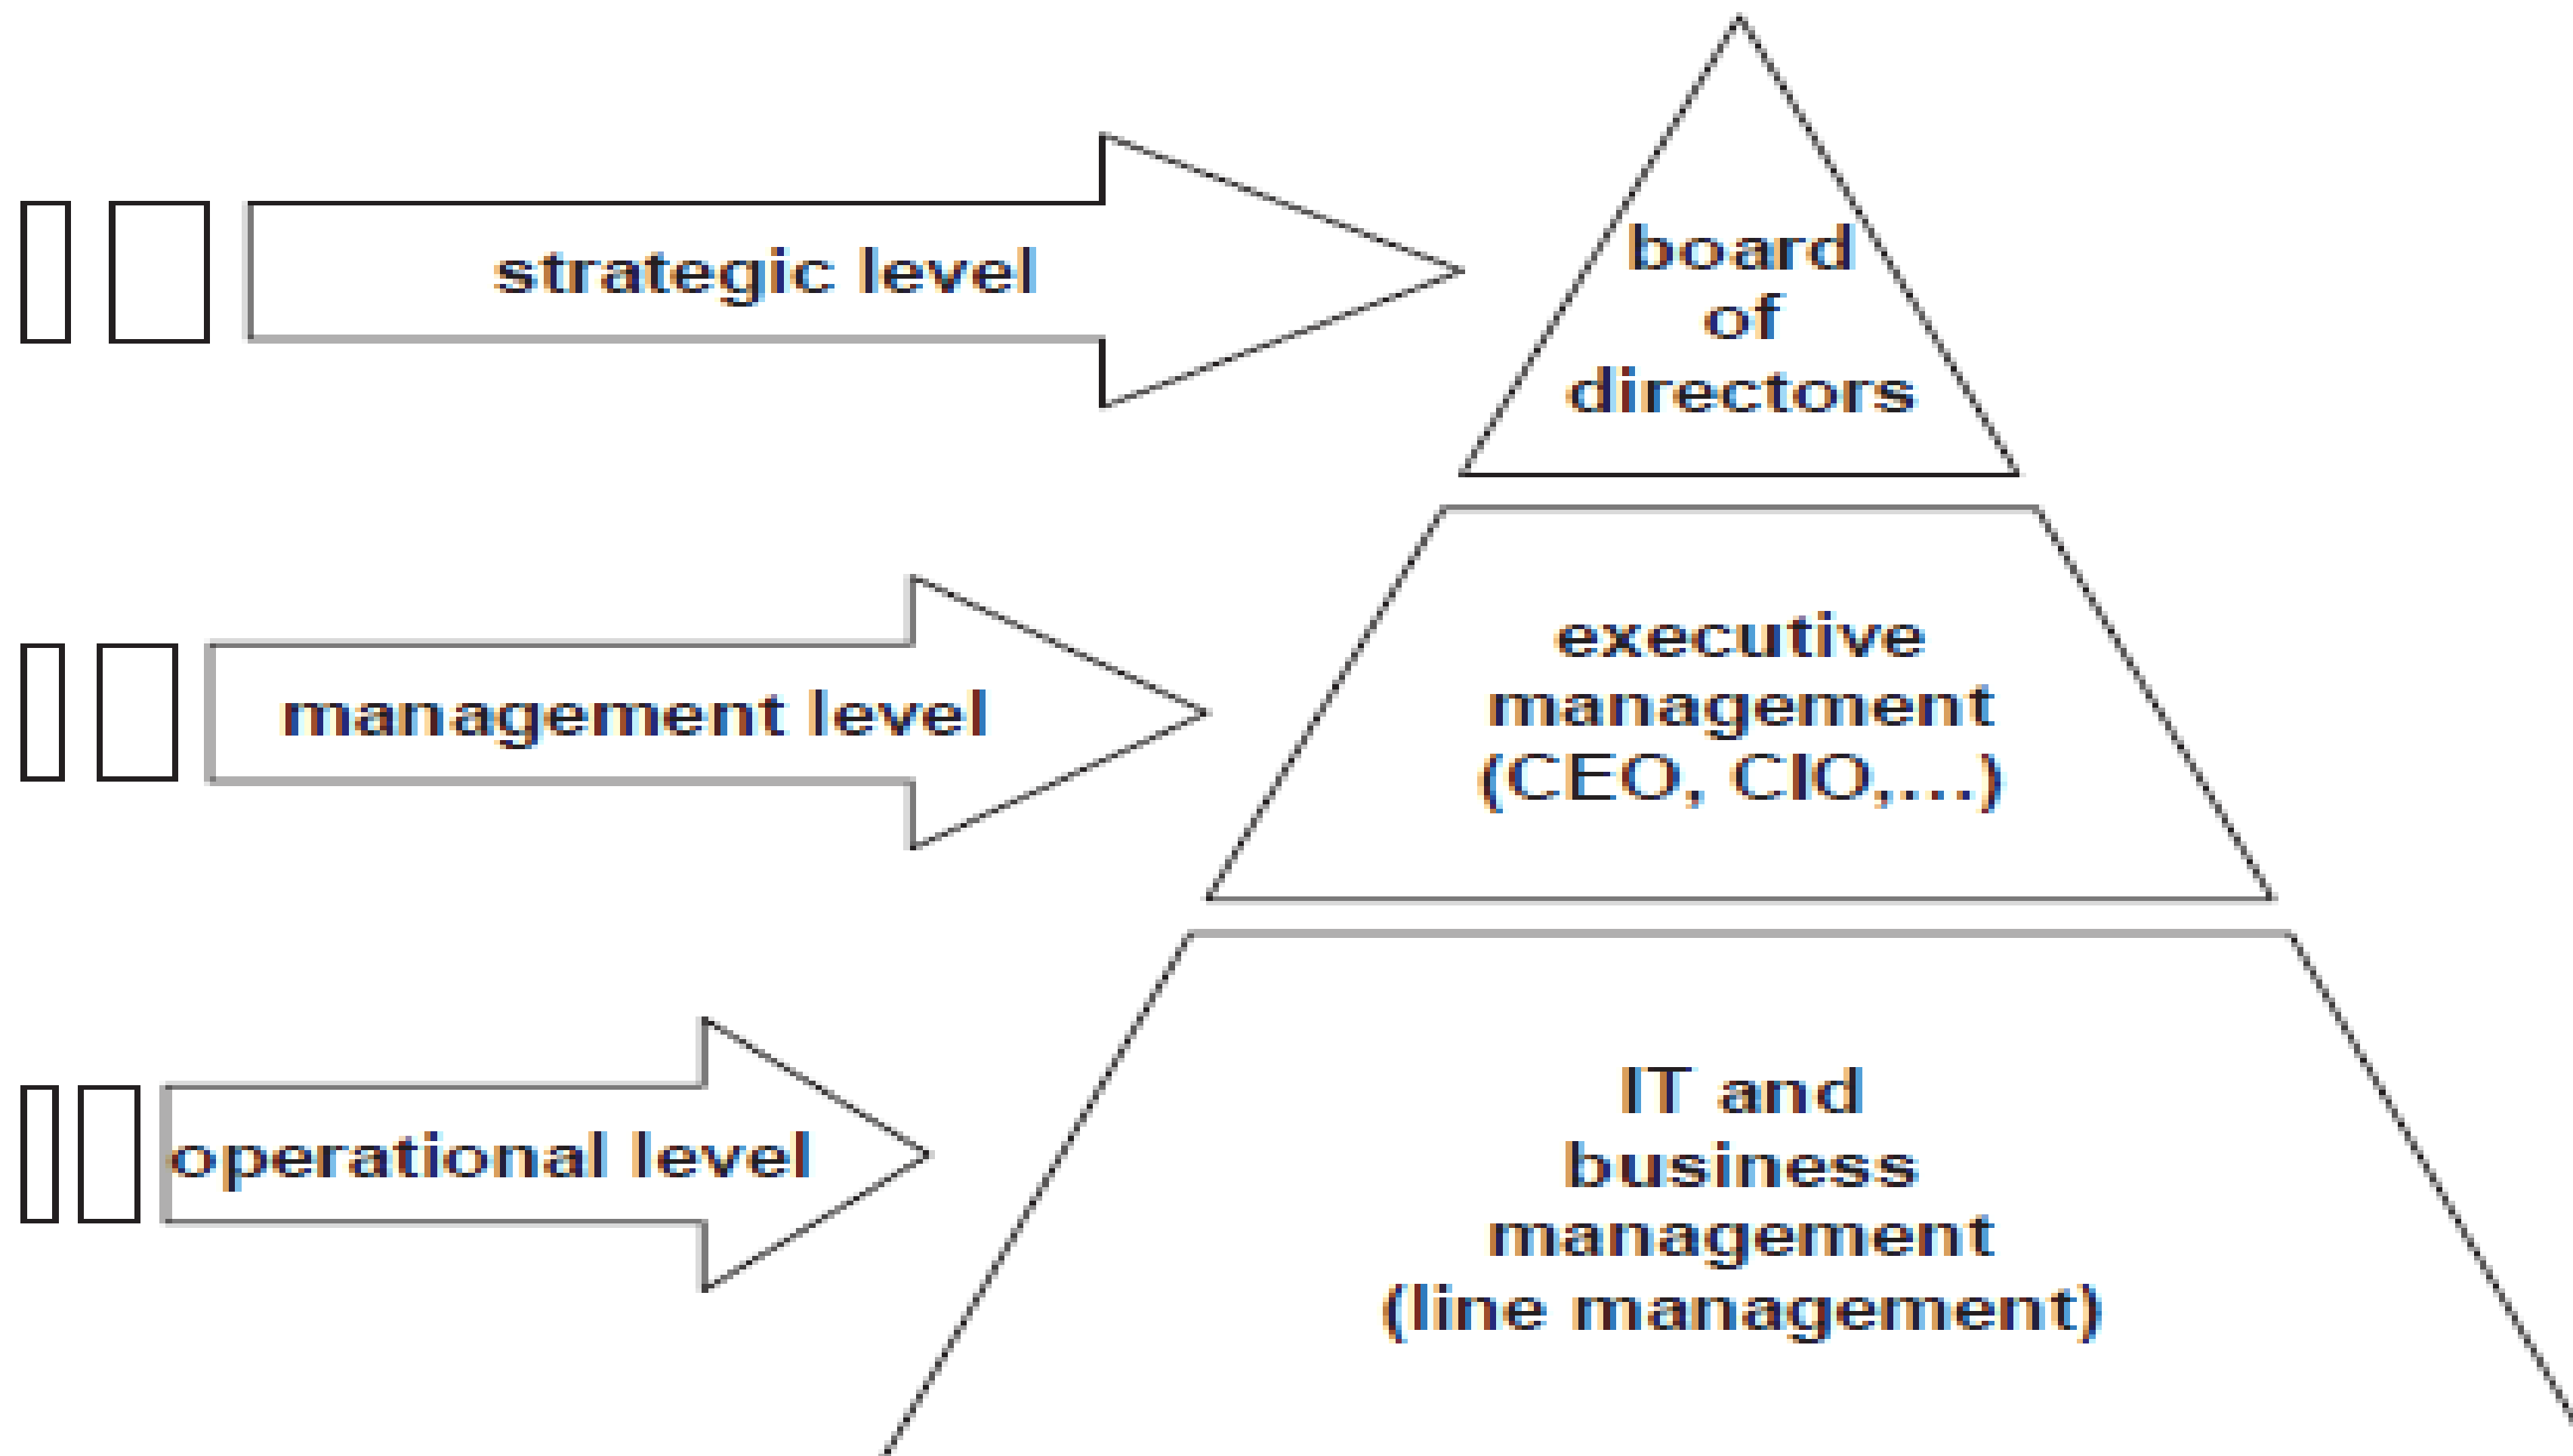 strategic level
board
of
directors
management level
executive
management
(CEO, CIO,...)
operational level
IT and
business
management
(line management)